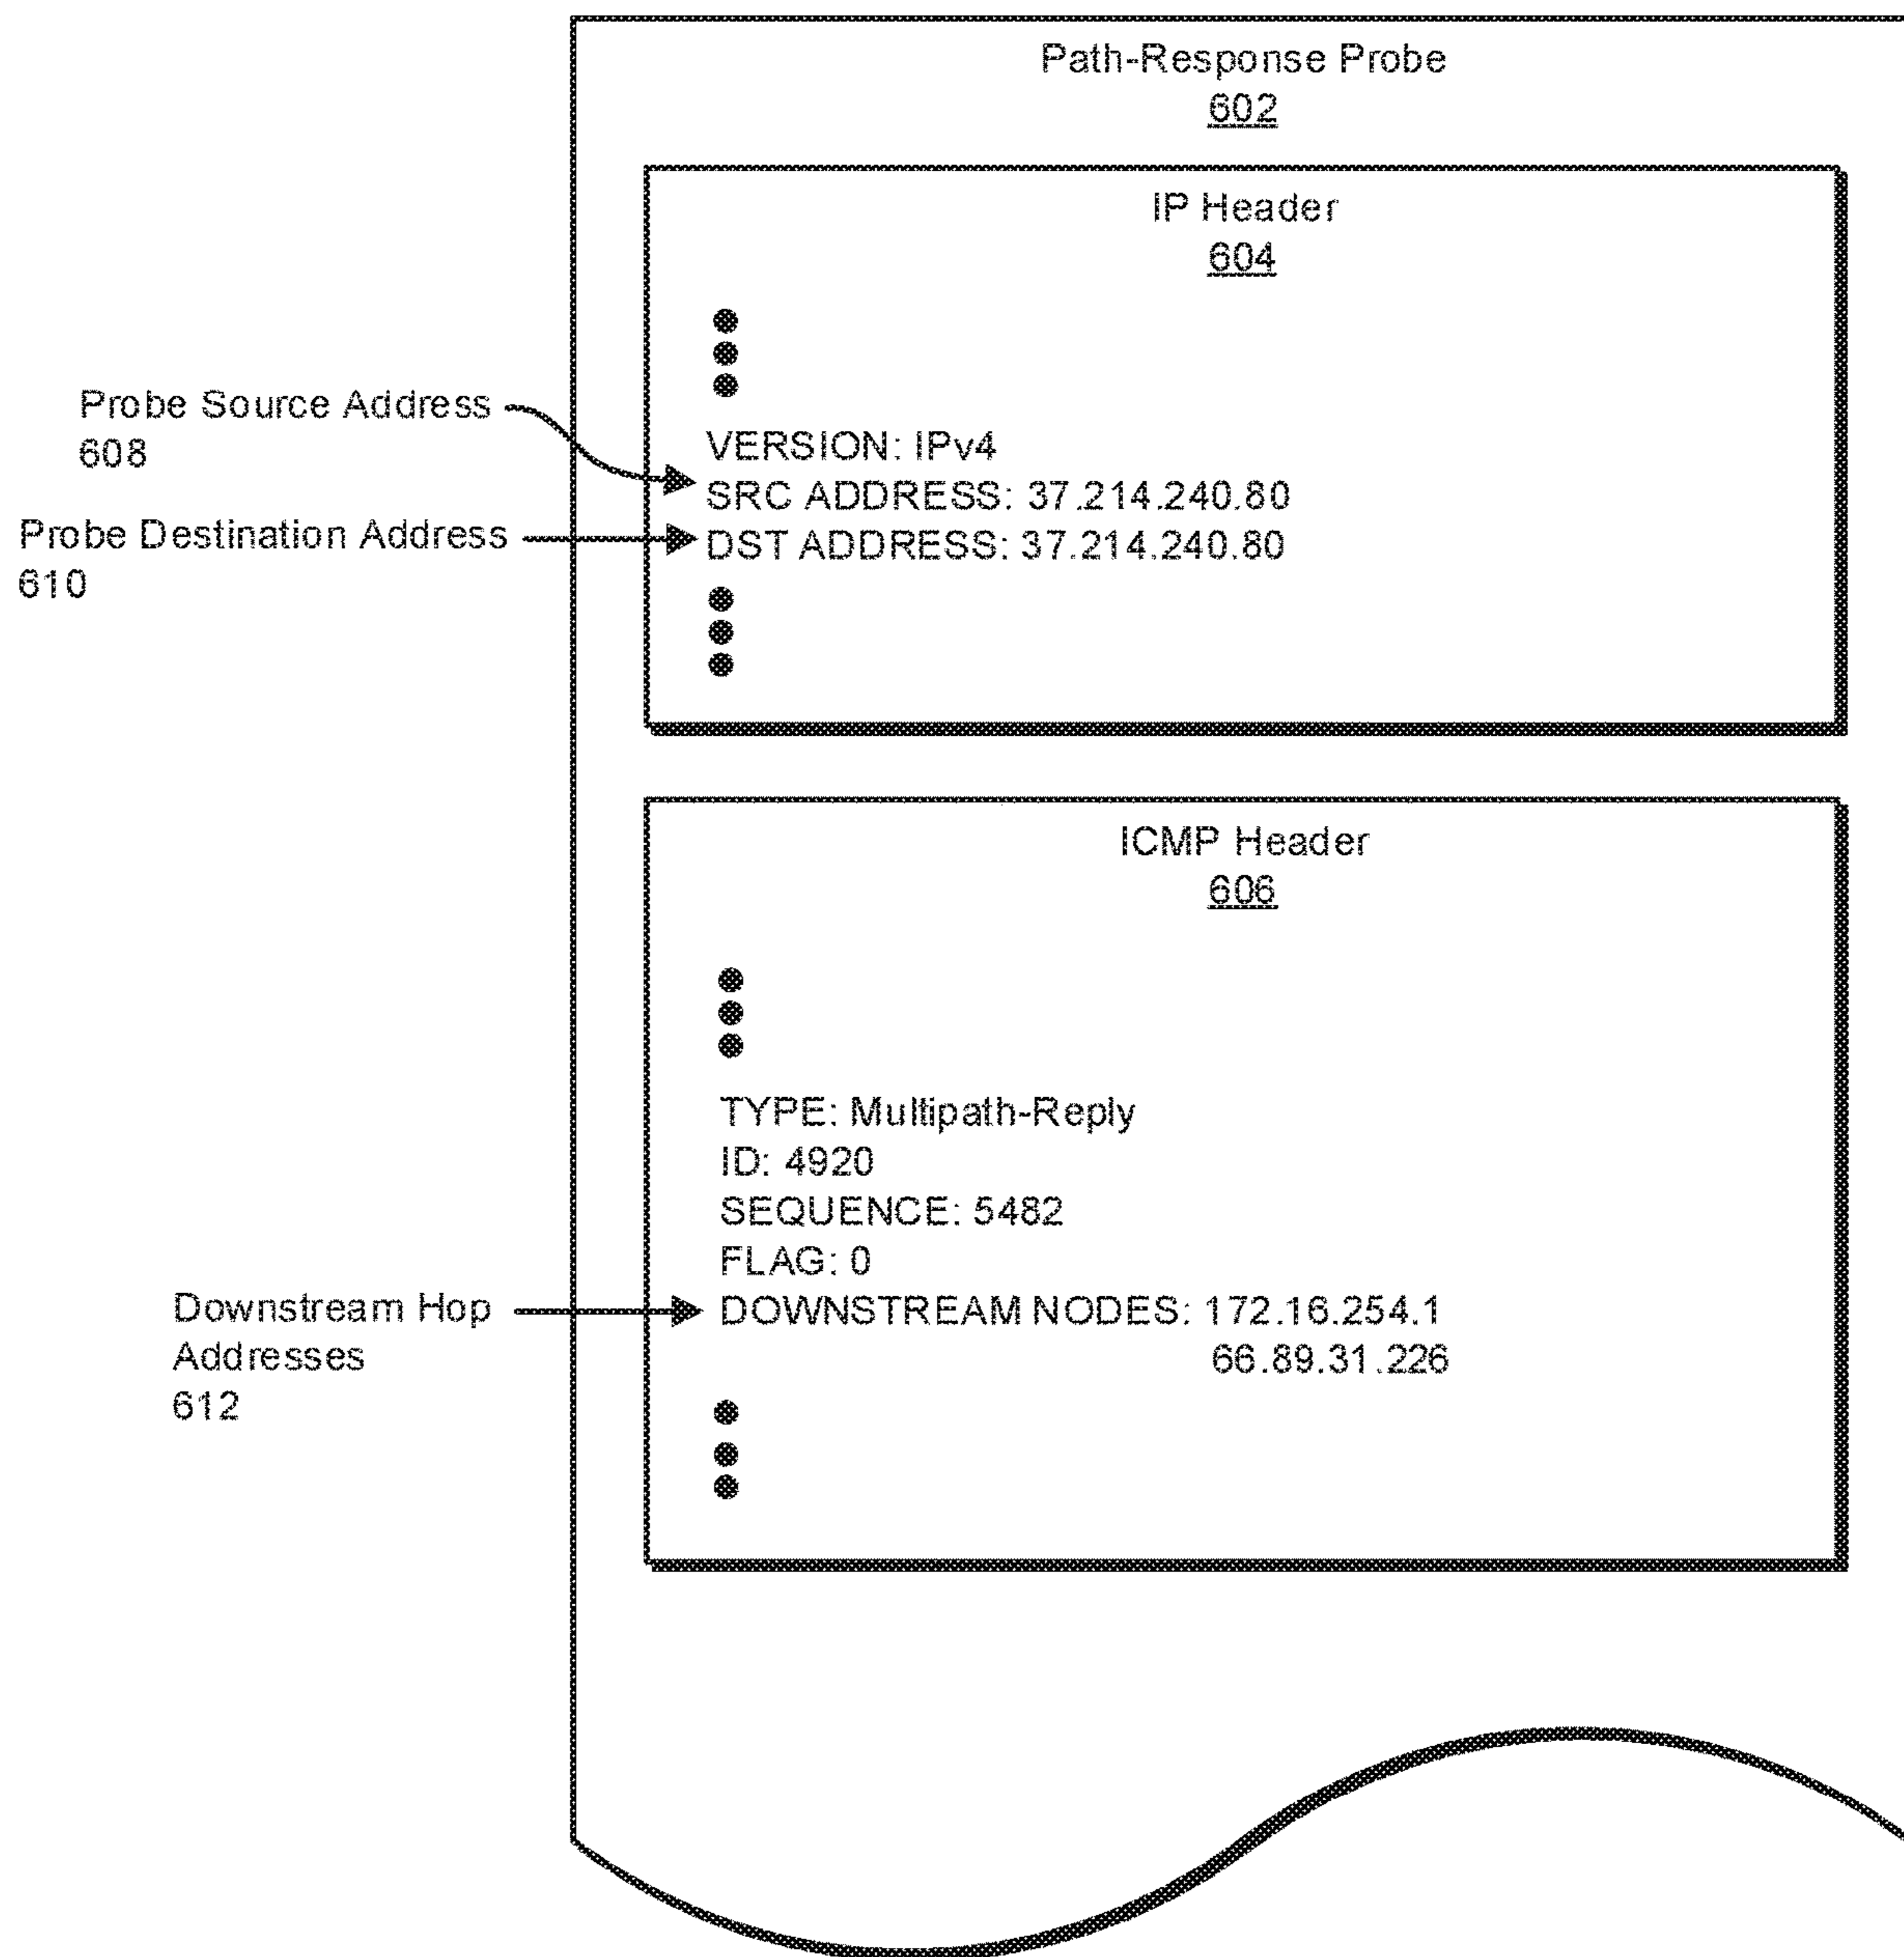 Path-Response Probe
602
IP Header
604
Probe Source Address
608
Probe Destination Address
610
VERSION: IPv4
SRC ADDRESS: 37.214.240.80
DST ADDRESS: 37.214.240.80
ICMP Header
606
TYPE: Multipath-Reply
ID: 4920
SEQUENCE: 5482
FLAG: 0
DOWNSTREAM NODES: 172.16.254.1
66.89.31.226
Downstream Hop
Addresses
612